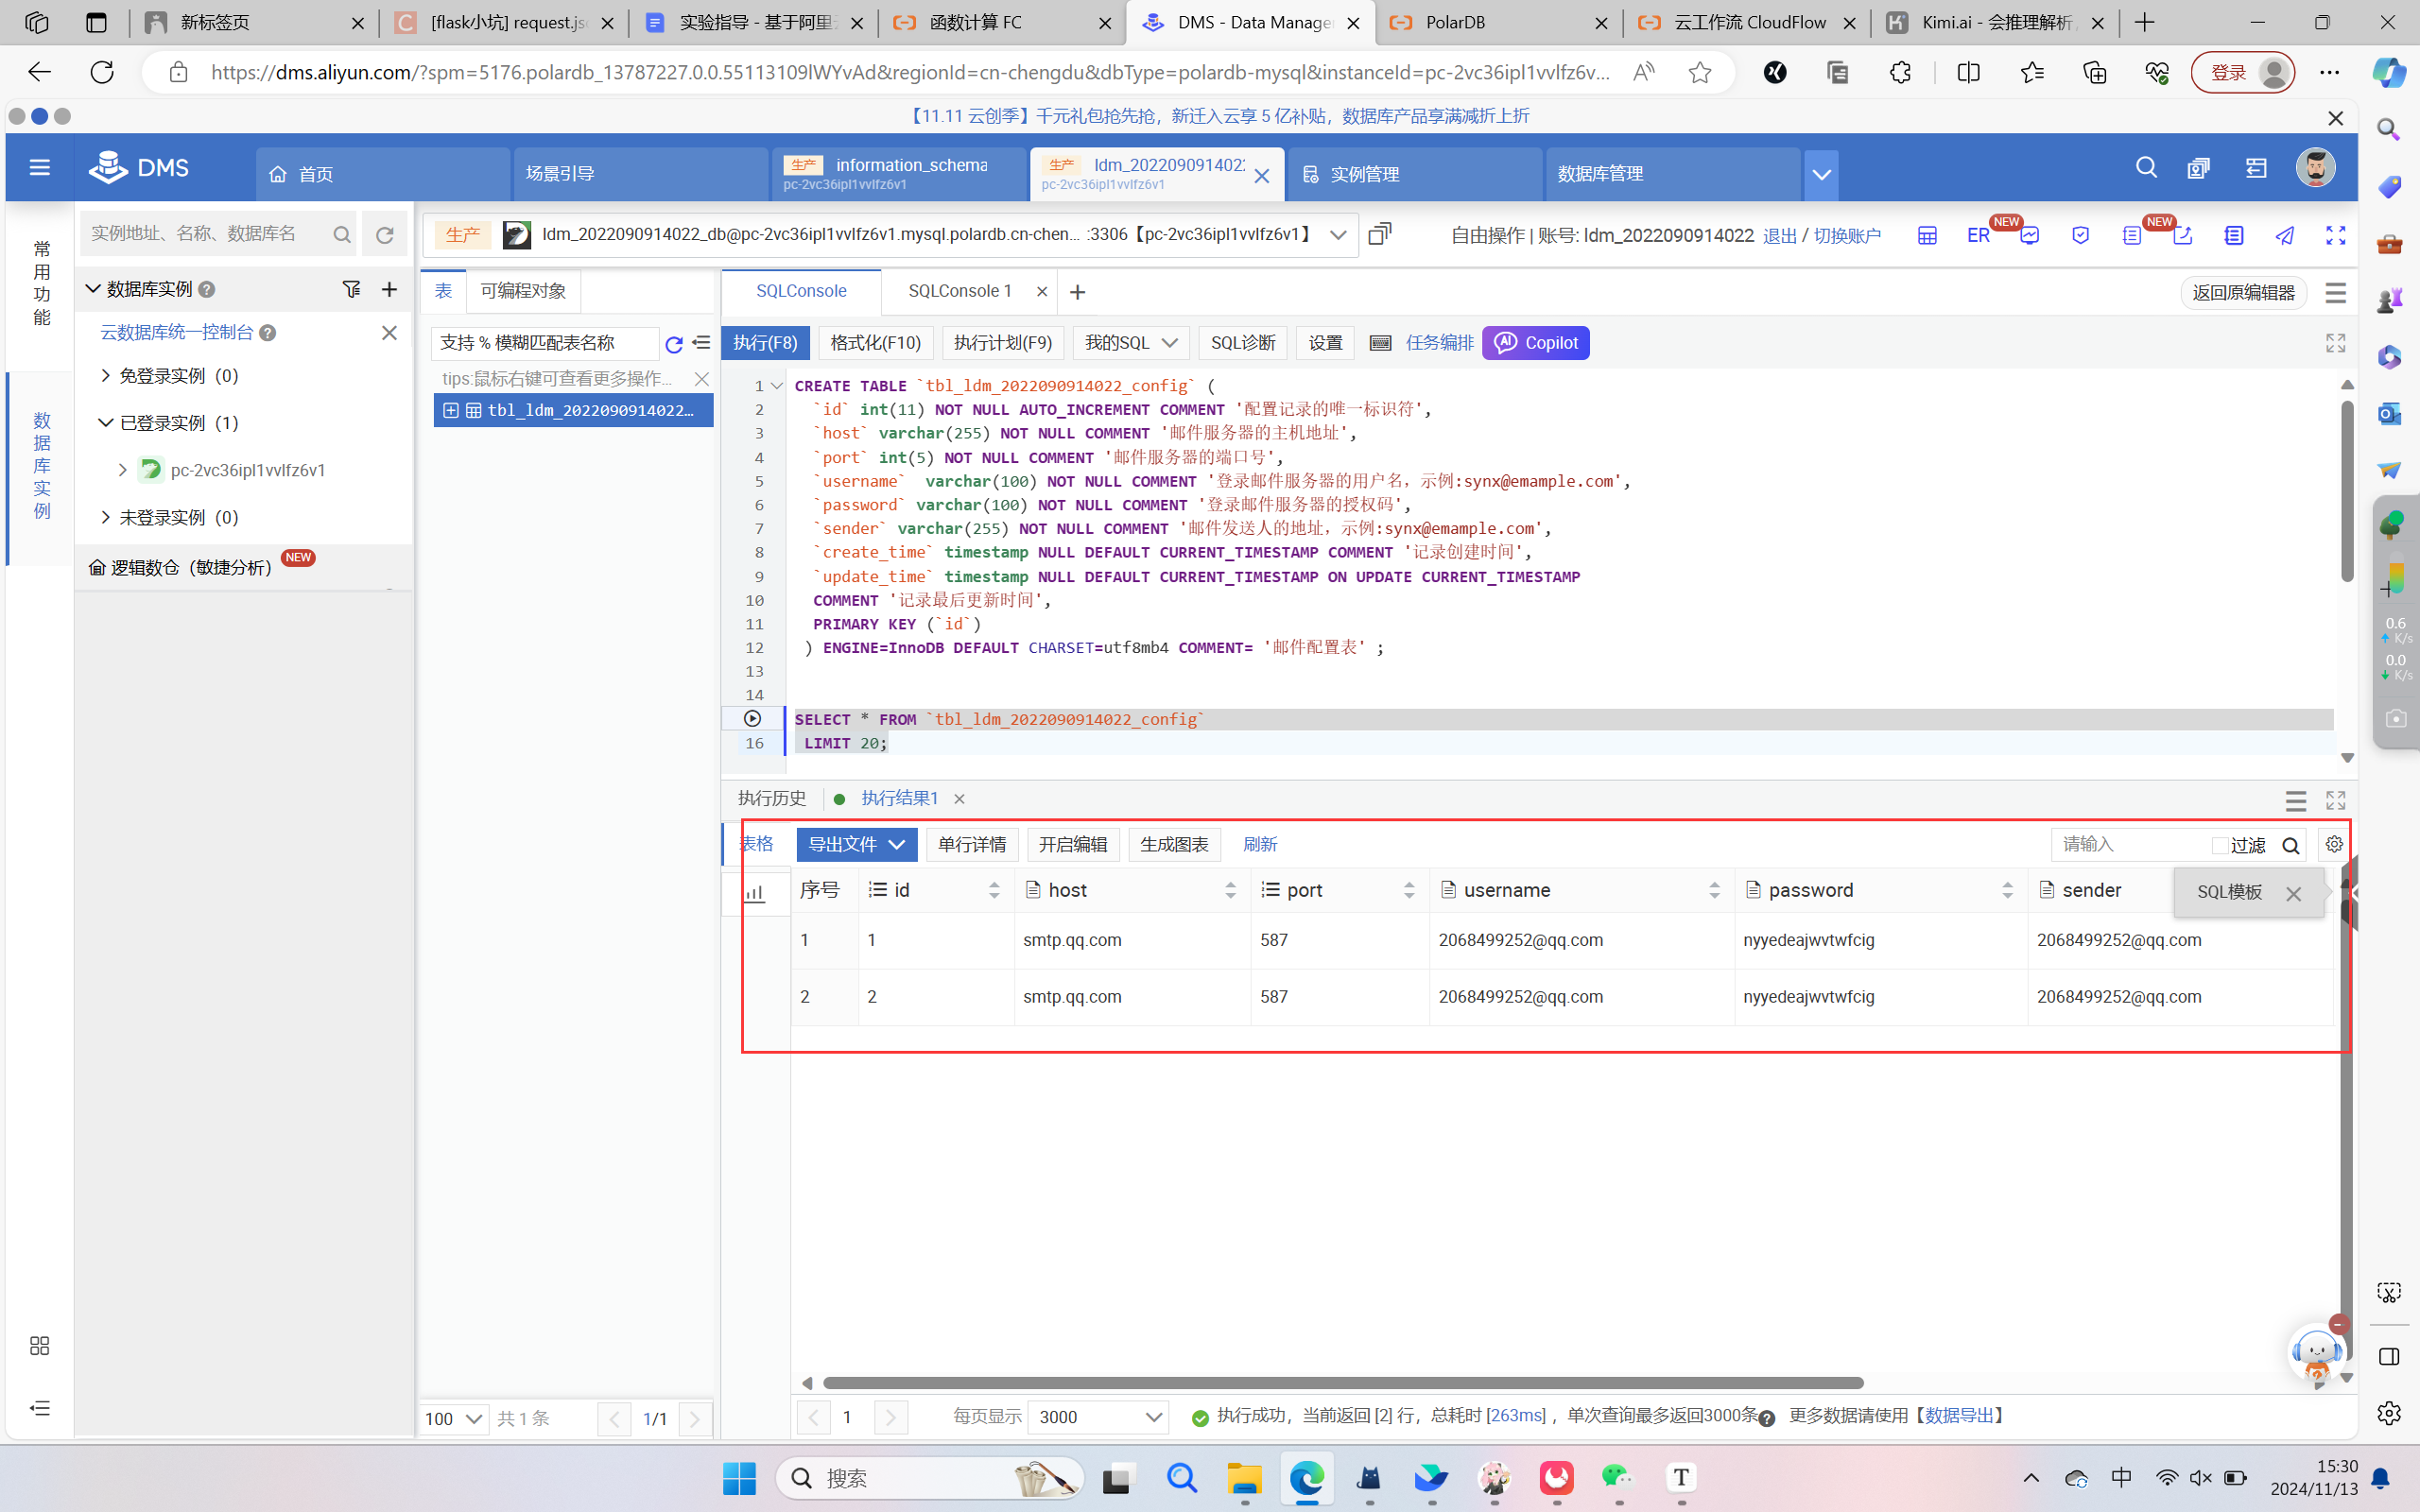 新标签页
[flask小坑] request.js
实验指导 - 基于阿里
函数计算 FC
DMS - Data Manage
PolarDB
云工作流 CloudFlow
Kimi.ai - 会推理解析
https://dms.aliyun.com/?spm=5176.polardb_13787227.0.0.55113109lWYvAd&regionId=cn-chengdu&dbType=polardb-mysql&instanceId=pc-2vc36ipl1vvlfz6v...
登录
【11.11 云创季】千元礼包抢先抢，新迁入云享 5 亿补贴，数据库产品享满减折上折
DMS
首页
场景引导
生产 information_schema
pc-2vc36ipl1vvlfz6v1
生产 ldm_2022090914022
pc-2vc36ipl1vvlfz6v1
实例管理
数据库管理
常用功能
数据库实例
实例地址、名称、数据库名
数据库实例
云数据库统一控制台
免登录实例（0）
已登录实例（1）
pc-2vc36ipl1vvlfz6v1
未登录实例（0）
逻辑数仓（敏捷分析） NEW
生产 ldm_2022090914022_db@pc-2vc36ipl1vvlfz6v1.mysql.polardb.cn-chen... :3306【pc-2vc36ipl1vvlfz6v1】
自由操作 | 账号: ldm_2022090914022 退出 / 切换账户
ER NEW NEW
表 可编程对象
支持 % 模糊匹配表名称
tips:鼠标右键可查看更多操作...
tbl_ldm_2022090914022...
SQLConsole SQLConsole 1
返回原编辑器
执行(F8) 格式化(F10) 执行计划(F9) 我的SQL SQL诊断 设置 任务编排 Copilot
1 CREATE TABLE `tbl_ldm_2022090914022_config` (
2 `id` int(11) NOT NULL AUTO_INCREMENT COMMENT '配置记录的唯一标识符',
3 `host` varchar(255) NOT NULL COMMENT '邮件服务器的主机地址',
4 `port` int(5) NOT NULL COMMENT '邮件服务器的端口号',
5 `username`  varchar(100) NOT NULL COMMENT '登录邮件服务器的用户名，示例:synx@emample.com',
6 `password` varchar(100) NOT NULL COMMENT '登录邮件服务器的授权码',
7 `sender` varchar(255) NOT NULL COMMENT '邮件发送人的地址，示例:synx@emample.com',
8 `create_time` timestamp NULL DEFAULT CURRENT_TIMESTAMP COMMENT '记录创建时间',
9 `update_time` timestamp NULL DEFAULT CURRENT_TIMESTAMP ON UPDATE CURRENT_TIMESTAMP
10 COMMENT '记录最后更新时间',
11 PRIMARY KEY (`id`)
12 ) ENGINE=InnoDB DEFAULT CHARSET=utf8mb4 COMMENT= '邮件配置表' ;
13
14
SELECT * FROM `tbl_ldm_2022090914022_config`
16 LIMIT 20;
执行历史 执行结果1
表格 导出文件 单行详情 开启编辑 生成图表 刷新
请输入 过滤
序号 id host port username password sender
SQL模板
1 1 smtp.qq.com 587 2068499252@qq.com nyyedeajwvtwfcig 2068499252@qq.com
2 2 smtp.qq.com 587 2068499252@qq.com nyyedeajwvtwfcig 2068499252@qq.com
100 共 1 条 1/1
1 每页显示 3000 执行成功，当前返回 [2] 行，总耗时 [263ms] ，单次查询最多返回3000条 更多数据请使用【数据导出】
0.6
K/s
0.0
K/s
搜索
中
15:30
2024/11/13